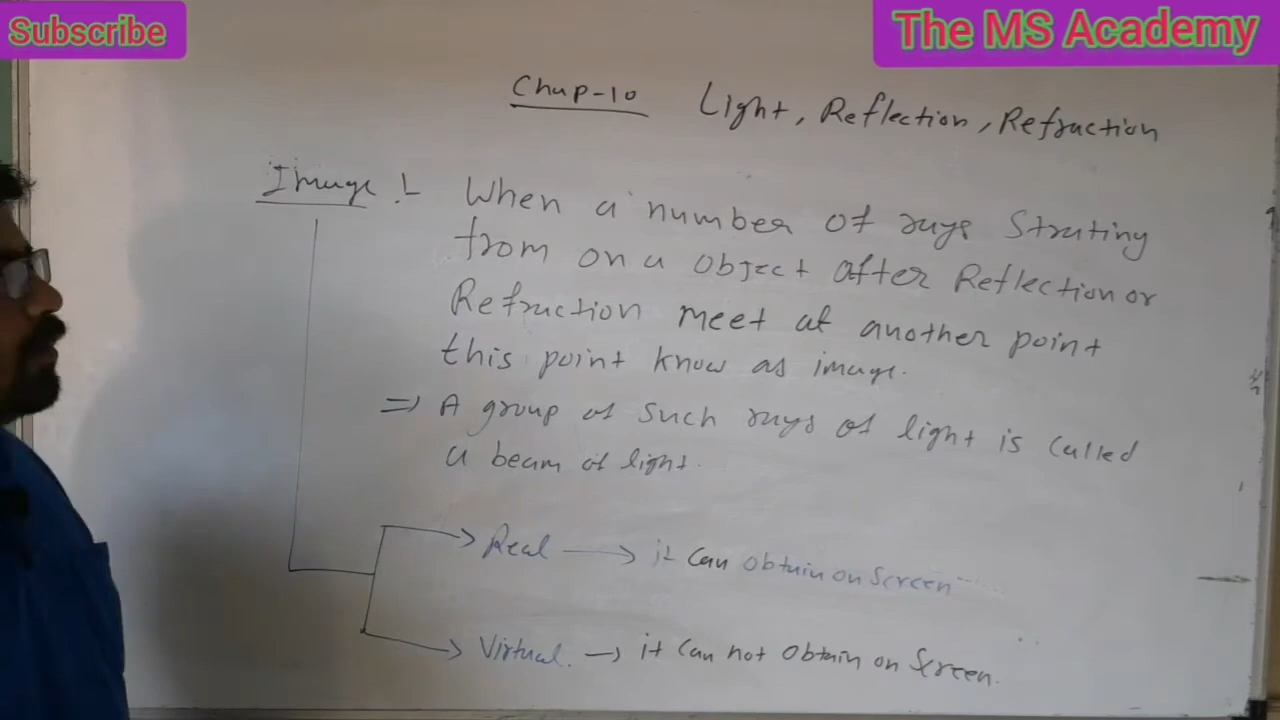 Subscribe
The MS Academy
Chap-10 Light, Reflection, Refraction
Image :- When a number of rays Strating
from on a object after Reflection or
Refraction meet at another point
this point know as image.
=> A group of such rays of light is called
a beam of light.
→ Real → it can obtain on Screen
→ Virtual. → it can not obtain on Screen.